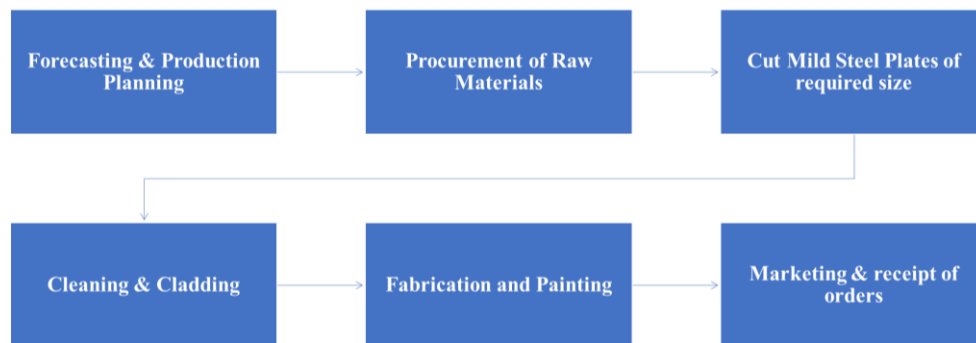 Forecasting & Production
Planning
Procurement of Raw
Materials
Cut Mild Steel Plates of
required size
Cleaning & Cladding
Fabrication and Painting
Marketing & receipt of
orders